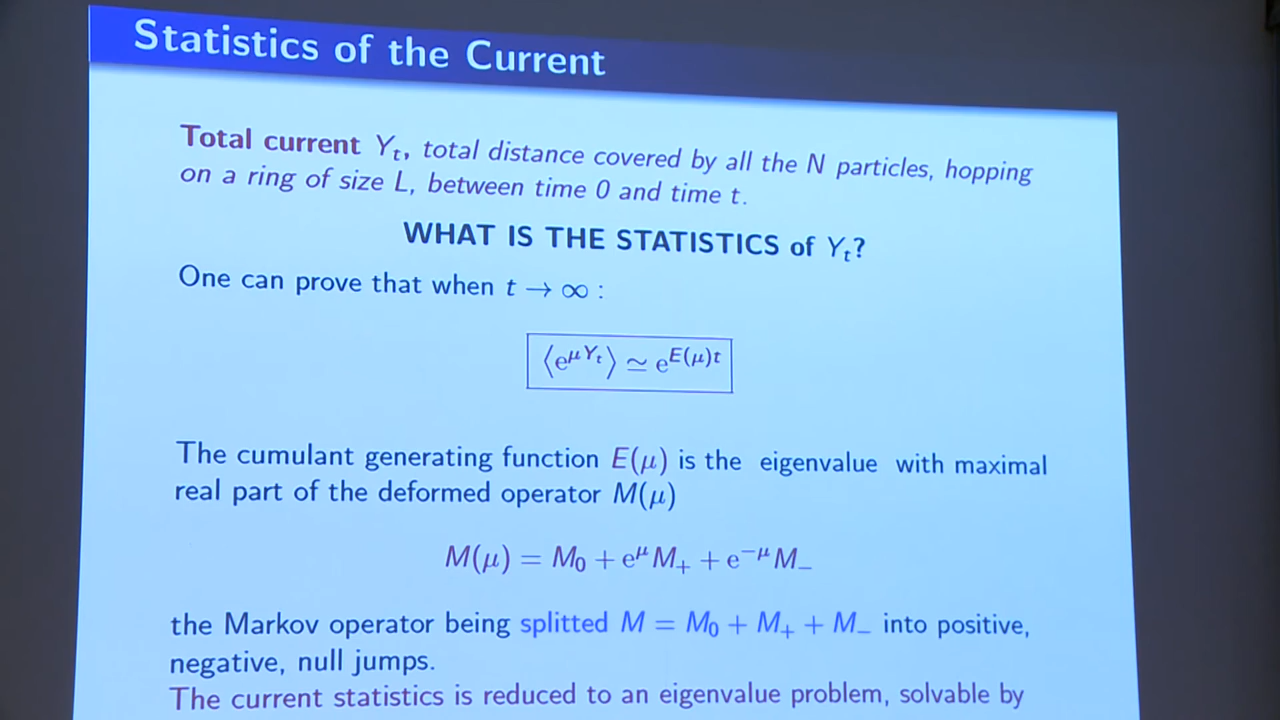 Statistics of the Current
Total current Yₜ, total distance covered by all the N particles, hopping
on a ring of size L, between time 0 and time t.
WHAT IS THE STATISTICS of Yₜ?
One can prove that when t → ∞ :
⟨e^{μYₜ}⟩ ≃ e^{E(μ)t}
The cumulant generating function E(μ) is the eigenvalue with maximal
real part of the deformed operator M(μ)
M(μ) = M₀ + e^{μ}M₊ + e^{−μ}M₋
the Markov operator being splitted M = M₀ + M₊ + M₋ into positive,
negative, null jumps.
The current statistics is reduced to an eigenvalue problem, solvable by